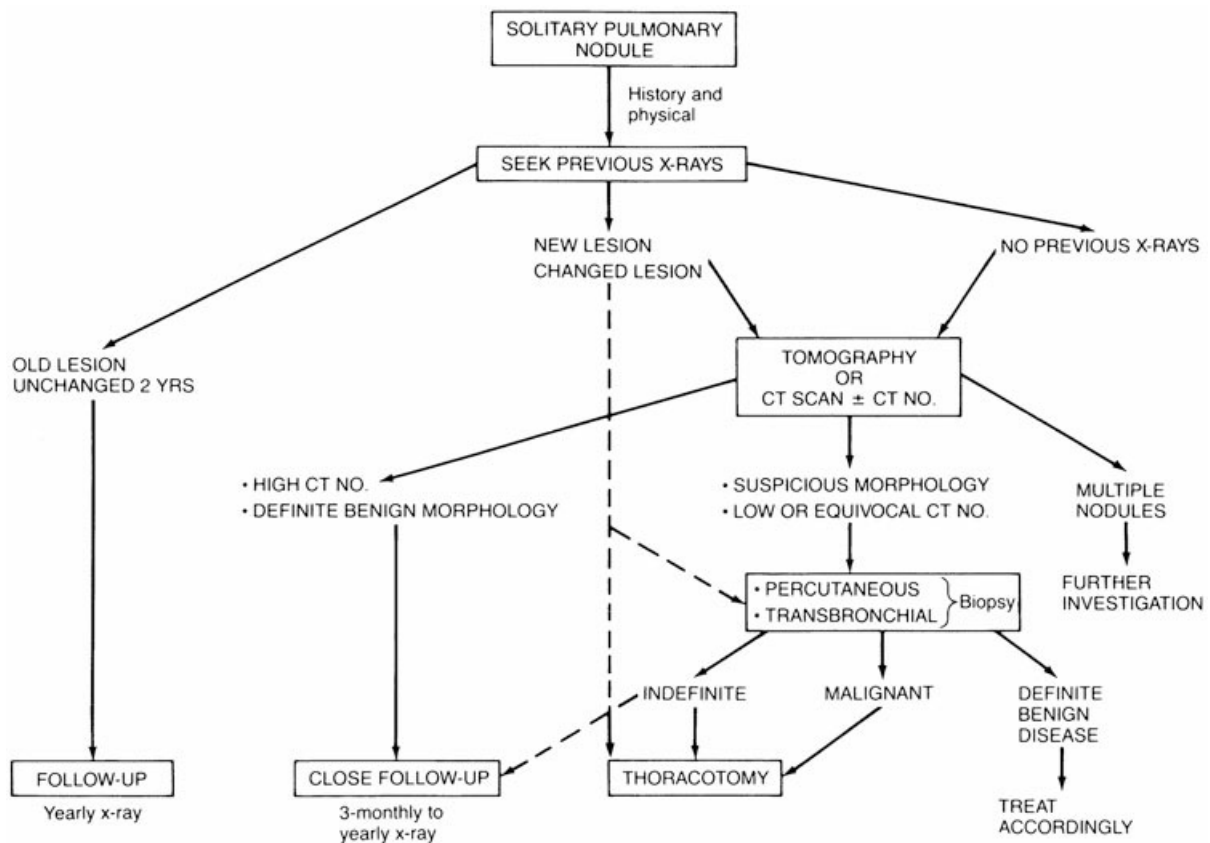 SOLITARY PULMONARY
NODULE
History and
physical
SEEK PREVIOUS X-RAYS
NEW LESION
CHANGED LESION
NO PREVIOUS X-RAYS
OLD LESION
UNCHANGED 2 YRS
TOMOGRAPHY
OR
CT SCAN ± CT NO.
• HIGH CT NO.
• DEFINITE BENIGN MORPHOLOGY
• SUSPICIOUS MORPHOLOGY
• LOW OR EQUIVOCAL CT NO.
MULTIPLE
NODULES
• PERCUTANEOUS
• TRANSBRONCHIAL
Biopsy
FURTHER
INVESTIGATION
INDEFINITE
MALIGNANT
DEFINITE
BENIGN
DISEASE
FOLLOW-UP
Yearly x-ray
CLOSE FOLLOW-UP
3-monthly to
yearly x-ray
THORACOTOMY
TREAT
ACCORDINGLY